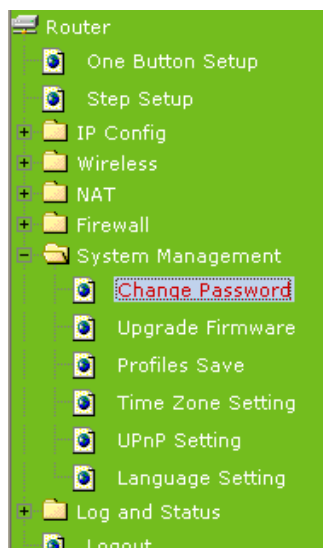 Router
One Button Setup
Step Setup
IP Config
Wireless
NAT
Firewall
System Management
Change Password
Upgrade Firmware
Profiles Save
Time Zone Setting
UPnP Setting
Language Setting
Log and Status
Logout